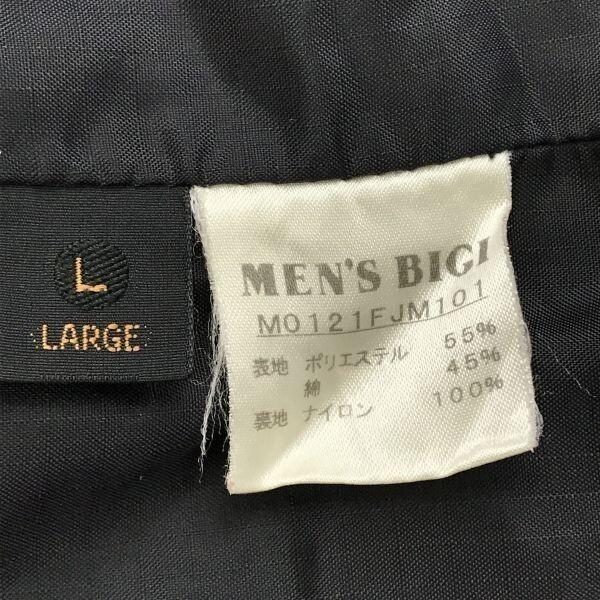 L
LARGE
MEN'S BIGI
M0121FJM101
表地 ポリエステル 55%
綿 45%
裏地 ナイロン 100%